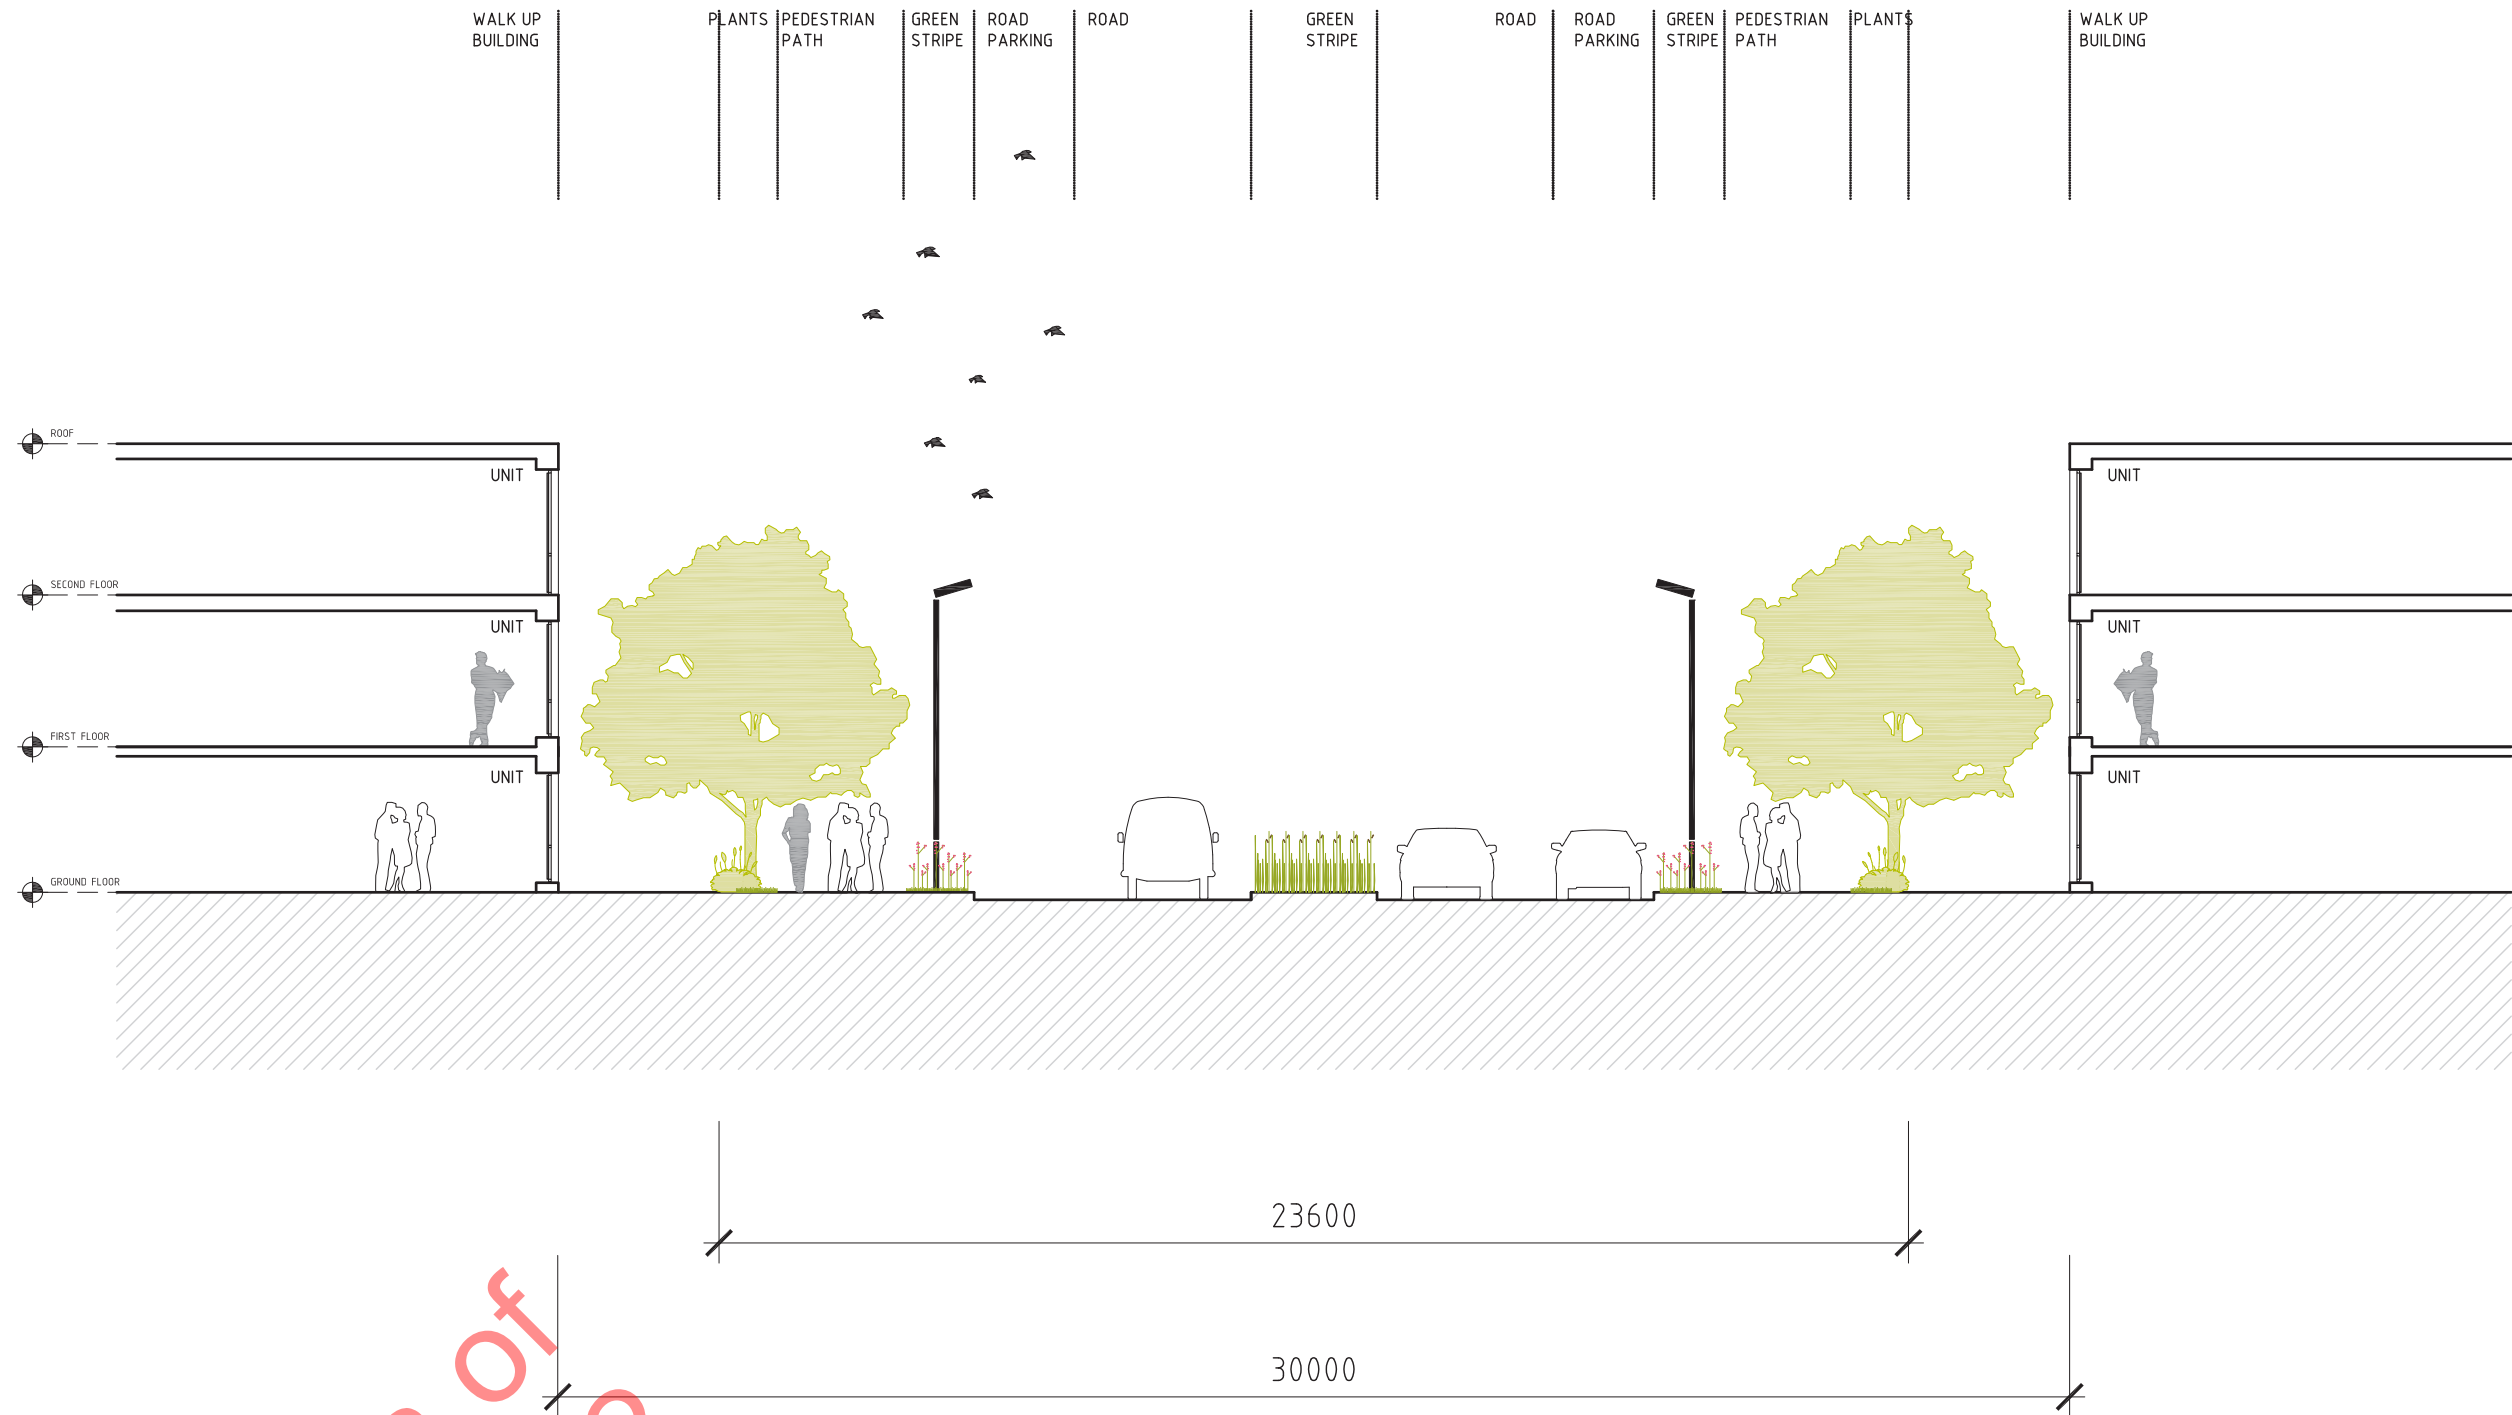 WALK UP
BUILDING
PLANTS
PEDESTRIAN
PATH
GREEN
STRIPE
ROAD
PARKING
ROAD
GREEN
STRIPE
ROAD
ROAD
PARKING
GREEN
STRIPE
PEDESTRIAN
PATH
PLANTS
WALK UP
BUILDING
ROOF
UNIT
UNIT
SECOND FLOOR
UNIT
UNIT
FIRST FLOOR
UNIT
UNIT
GROUND FLOOR
23600
30000
of